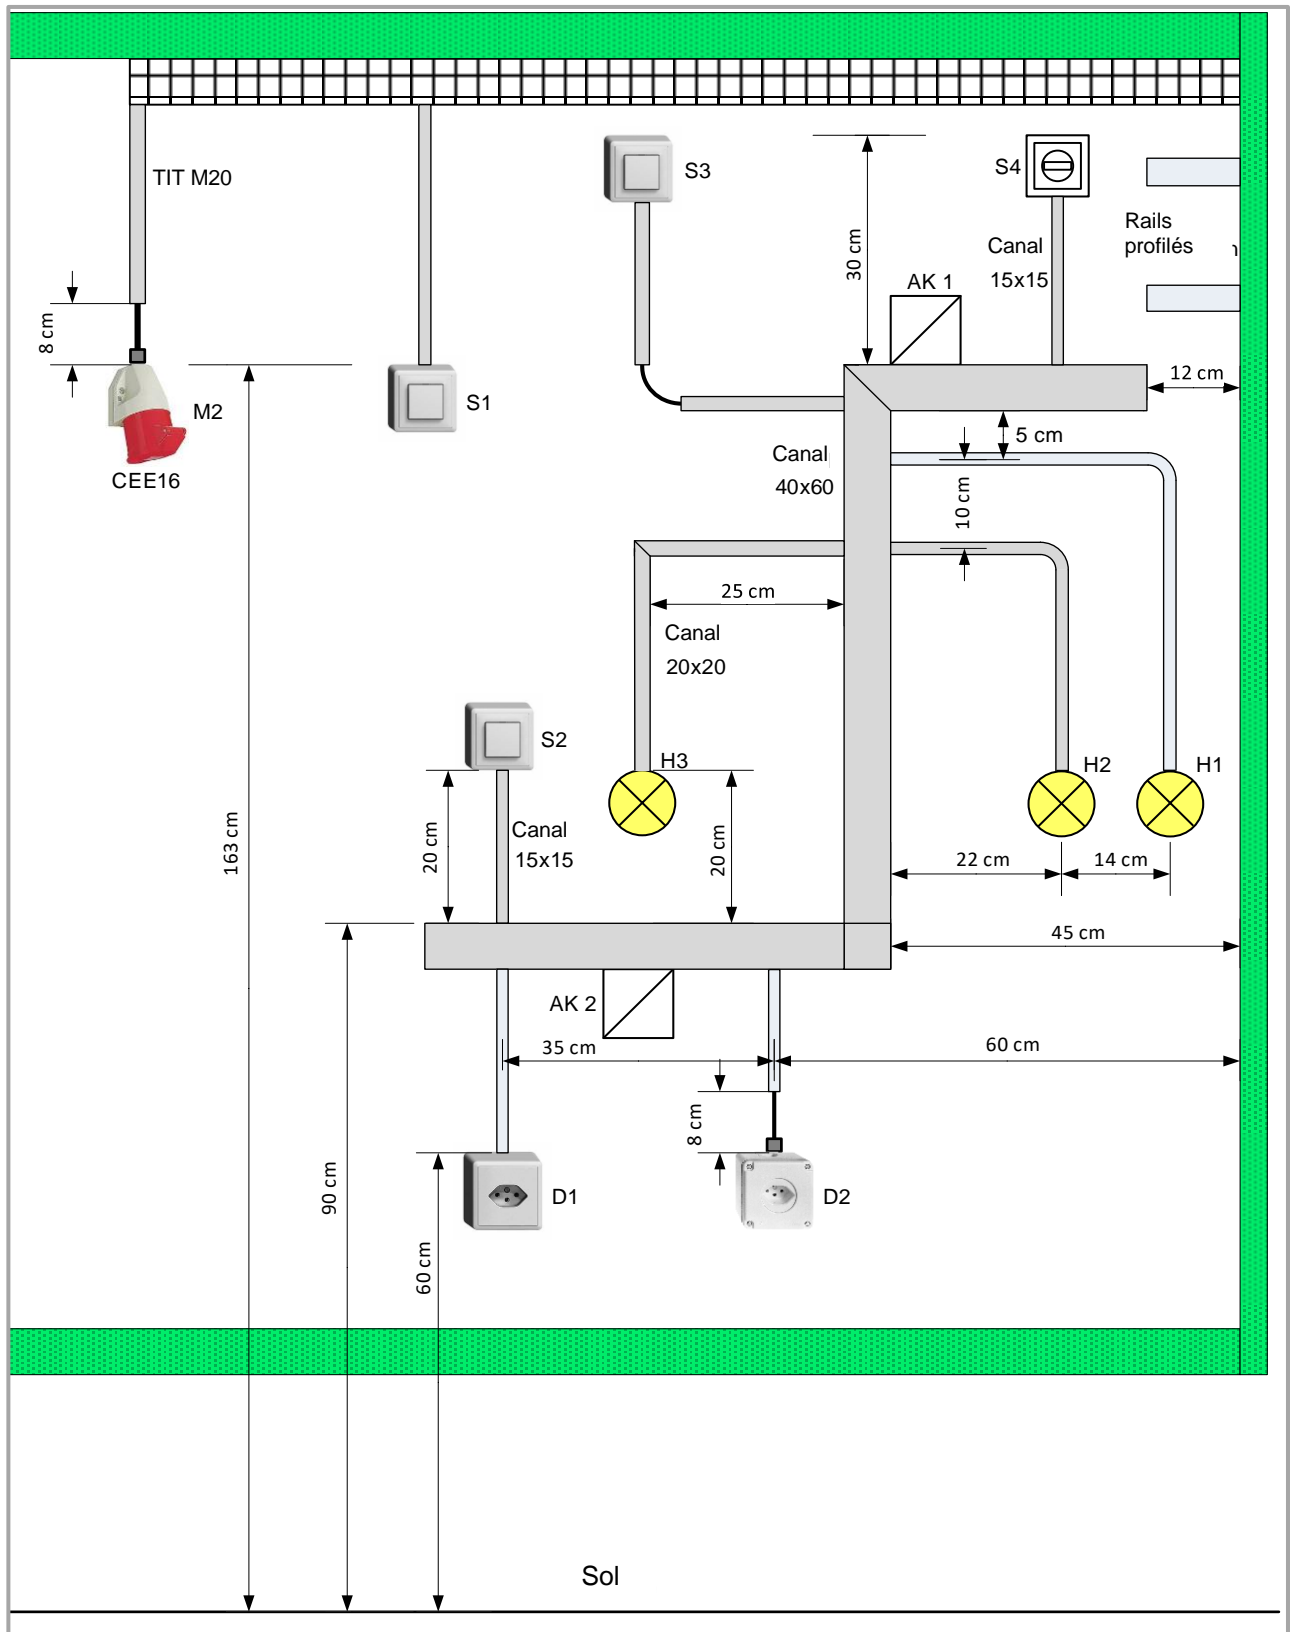 TIT M20
S3
S4
Rails
profilés
Canal
15x15
30 cm
AK 1
8 cm
M2
CEE16
S1
12 cm
5 cm
Canal
40x60
10 cm
25 cm
Canal
20x20
S2
H3
H2
H1
163 cm
20 cm
Canal
15x15
20 cm
22 cm
14 cm
45 cm
AK 2
35 cm
60 cm
8 cm
90 cm
D1
D2
60 cm
Sol